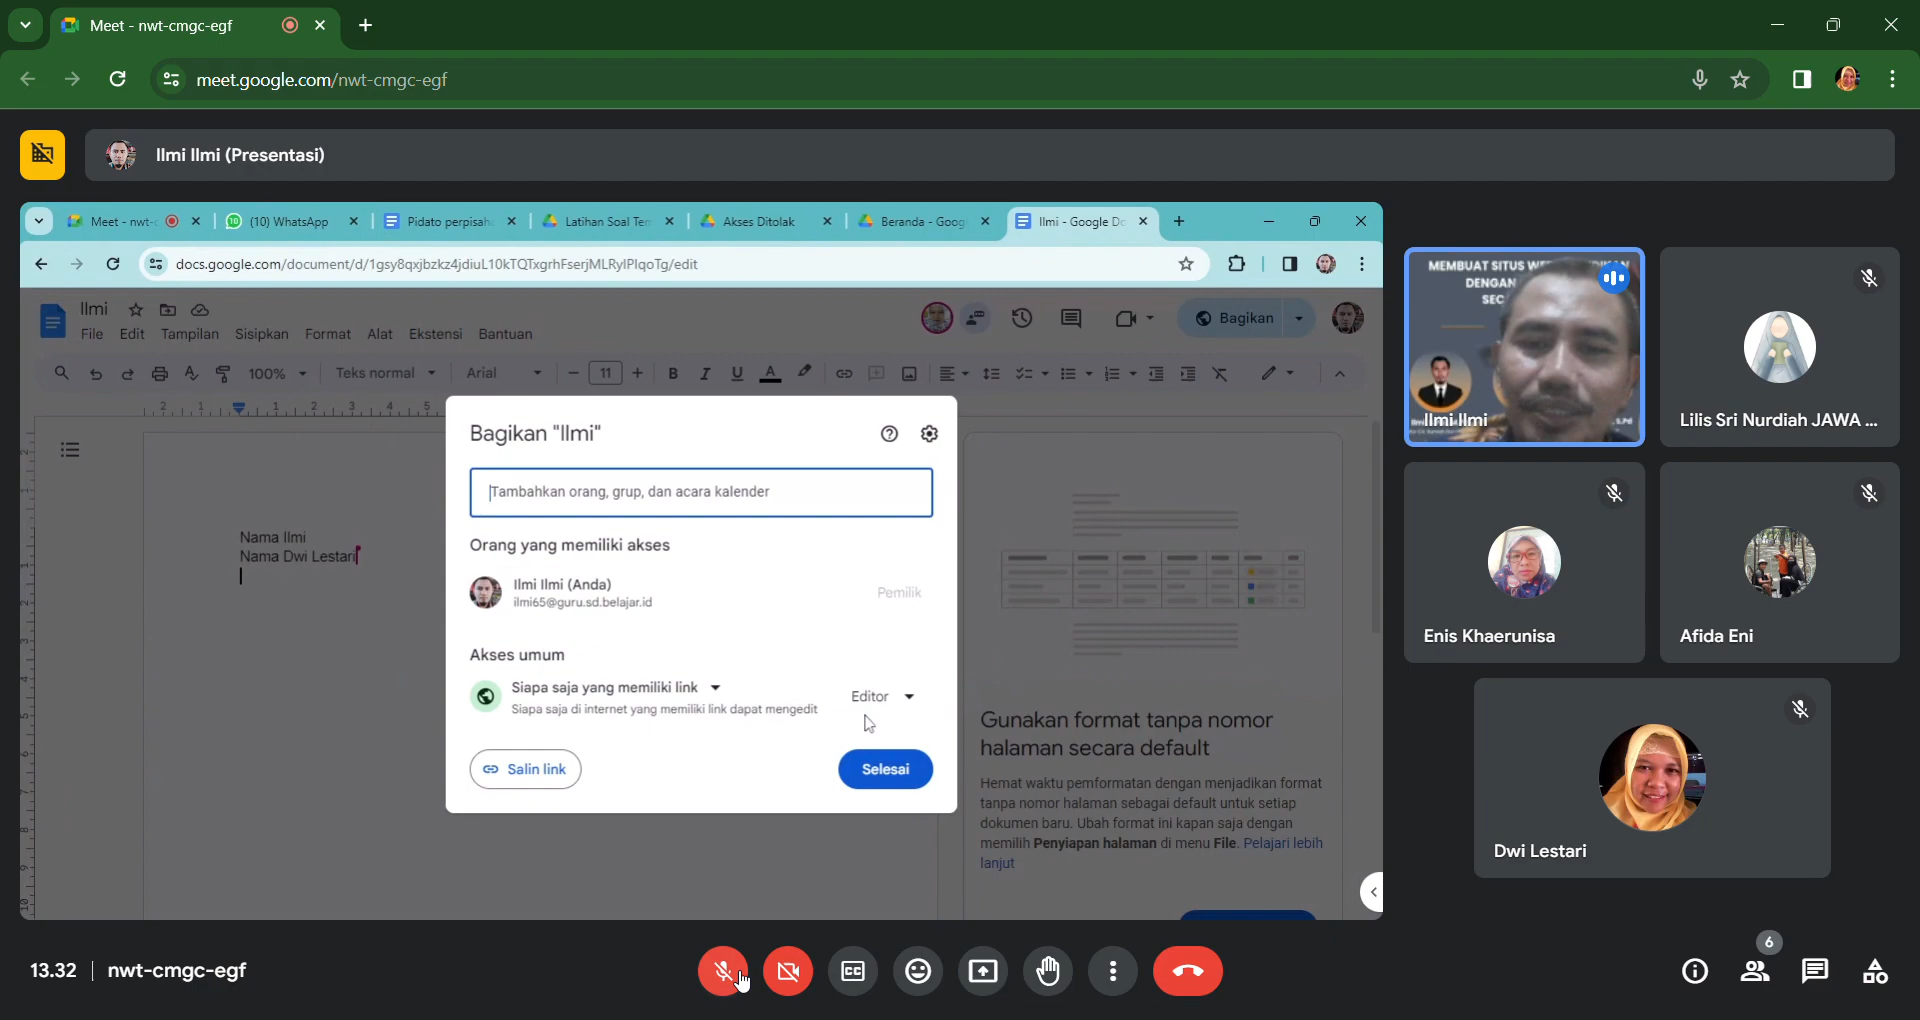 Meet - nwt-cmgc-egf
meet.google.com/nwt-cmgc-egf
Ilmi Ilmi (Presentasi)
Meet - nwt-
(10) WhatsApp
Pidato perpisah
Latihan Soal Tem
Akses Ditolak
Beranda - Goog
Ilmi - Google Do
docs.google.com/document/d/1gsy8qxjbzkz4jdiuL10kTQTxgrhFserjMLRyIPIqoTg/edit
Ilmi
File Edit Tampilan Sisipkan Format Alat Ekstensi Bantuan
Bagikan
100% Teks normal Arial 11
Nama Ilmi
Nama Dwi Lestari
Bagikan "Ilmi"
Tambahkan orang, grup, dan acara kalender
Orang yang memiliki akses
Ilmi Ilmi (Anda)
ilmi65@guru.sd.belajar.id
Pemilik
Akses umum
Siapa saja yang memiliki link
Siapa saja di internet yang memiliki link dapat mengedit
Editor
Salin link
Selesai
Gunakan format tanpa nomor
halaman secara default
Hemat waktu pemformatan dengan menjadikan format
tanpa nomor halaman sebagai default untuk setiap
dokumen baru. Ubah format ini kapan saja dengan
memilih Penyiapan halaman di menu File. Pelajari lebih
lanjut
MEMBUAT SITUS
DENGAN
Ilmi Ilmi
Lilis Sri Nurdiah JAWA ...
Enis Khaerunisa
Afida Eni
Dwi Lestari
13.32 | nwt-cmgc-egf
6